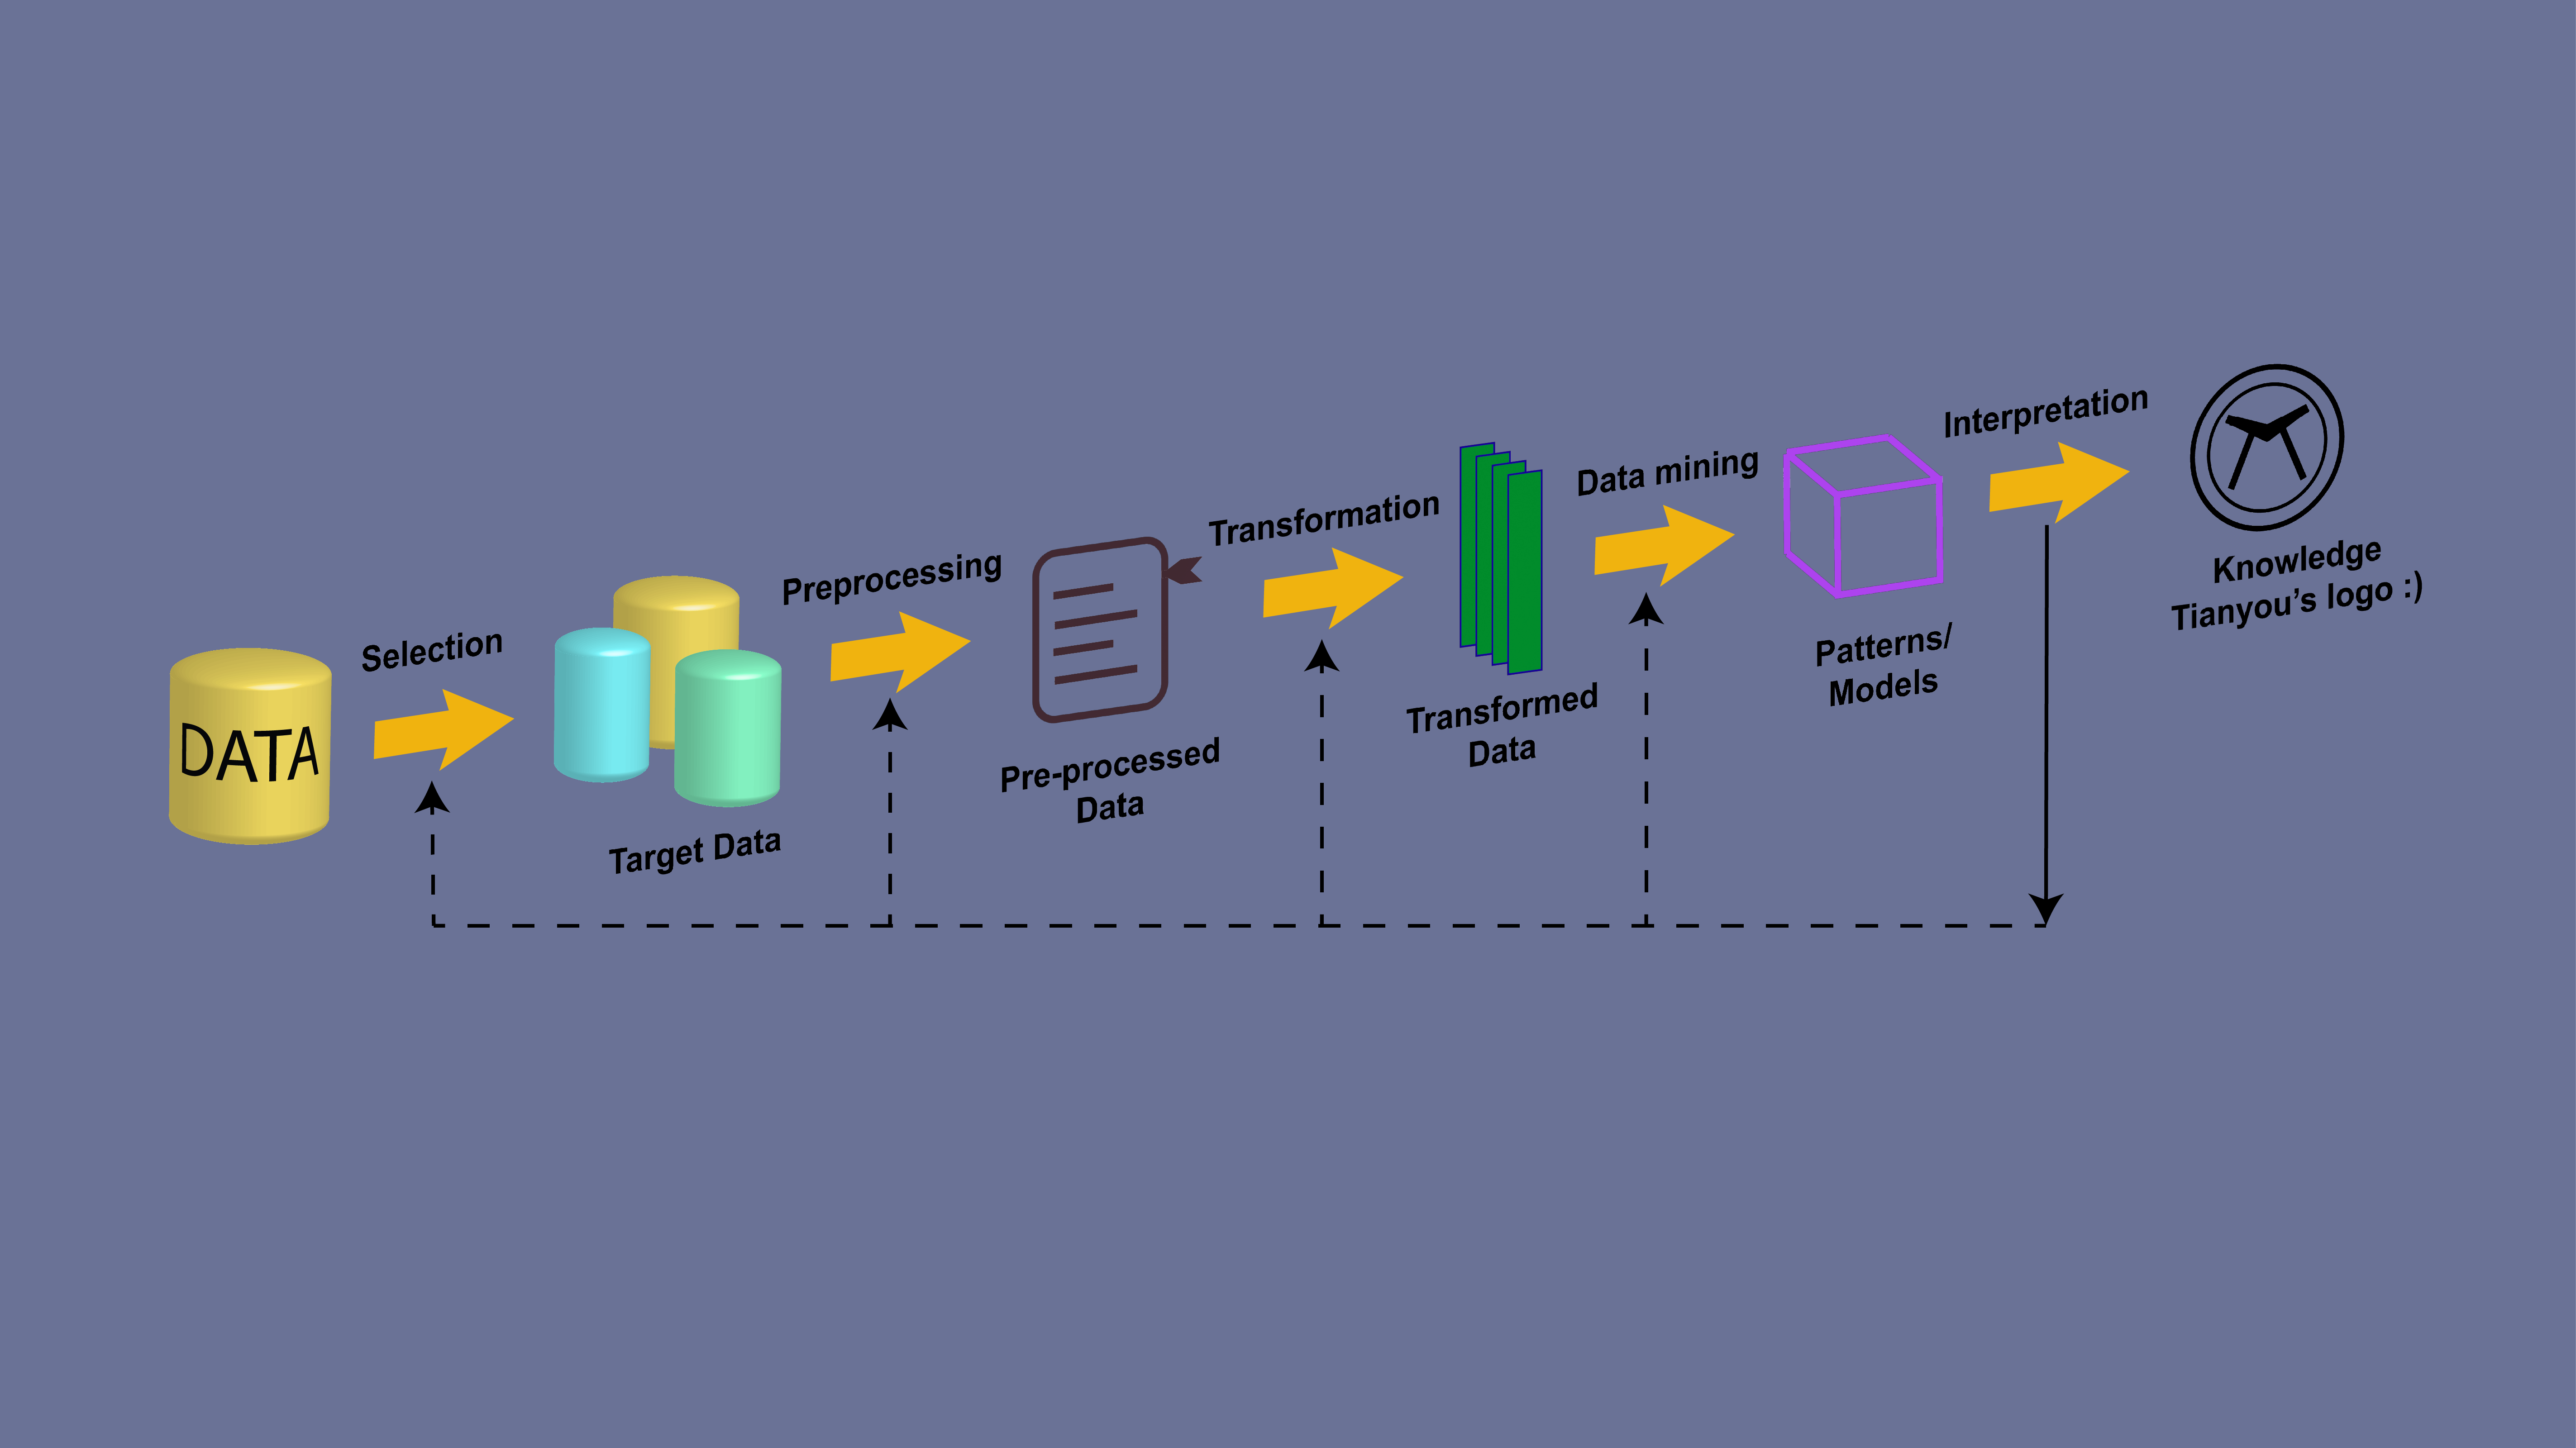 DATA
Selection
Target Data
Preprocessing
Pre-processed
Data
Transformation
Transformed
Data
Data mining
Patterns/
Models
Interpretation
Knowledge
Tianyou’s logo :)